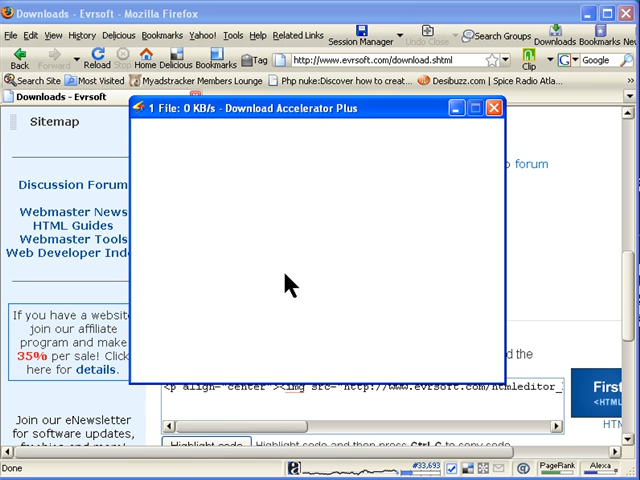 Downloads - Evrsoft - Mozilla Firefox
File Edit View History Delicious Bookmarks Yahoo! Tools Help Related Links Session Manager Undo Close Search Groups Downloads Bookmarks New
Back Forward Reload Stop Home Delicious Bookmarks Tag http://www.evrsoft.com/download.shtml Clip Google
Search Site Most Visited Myadstracker Members Lounge Php nuke:Discover how to creat... Desibuzz.com | Spice Radio Atla...
Downloads - Evrsoft
1 File: 0 KB/s - Download Accelerator Plus
Sitemap
forum
Discussion Forum
Webmaster News
HTML Guides
Webmaster Tools
Web Developer Ind
If you have a website
join our affiliate
program and make
35% per sale! Click
here for details.
d the
<p align="center"><img src="http://www.evrsoft.com/htmleditor_
First
<HTML
HTM
Join our eNewsletter
for software updates,
Highlight code Highlight code and then press Ctrl-C to copy code
Done #33,693 PageRank Alexa